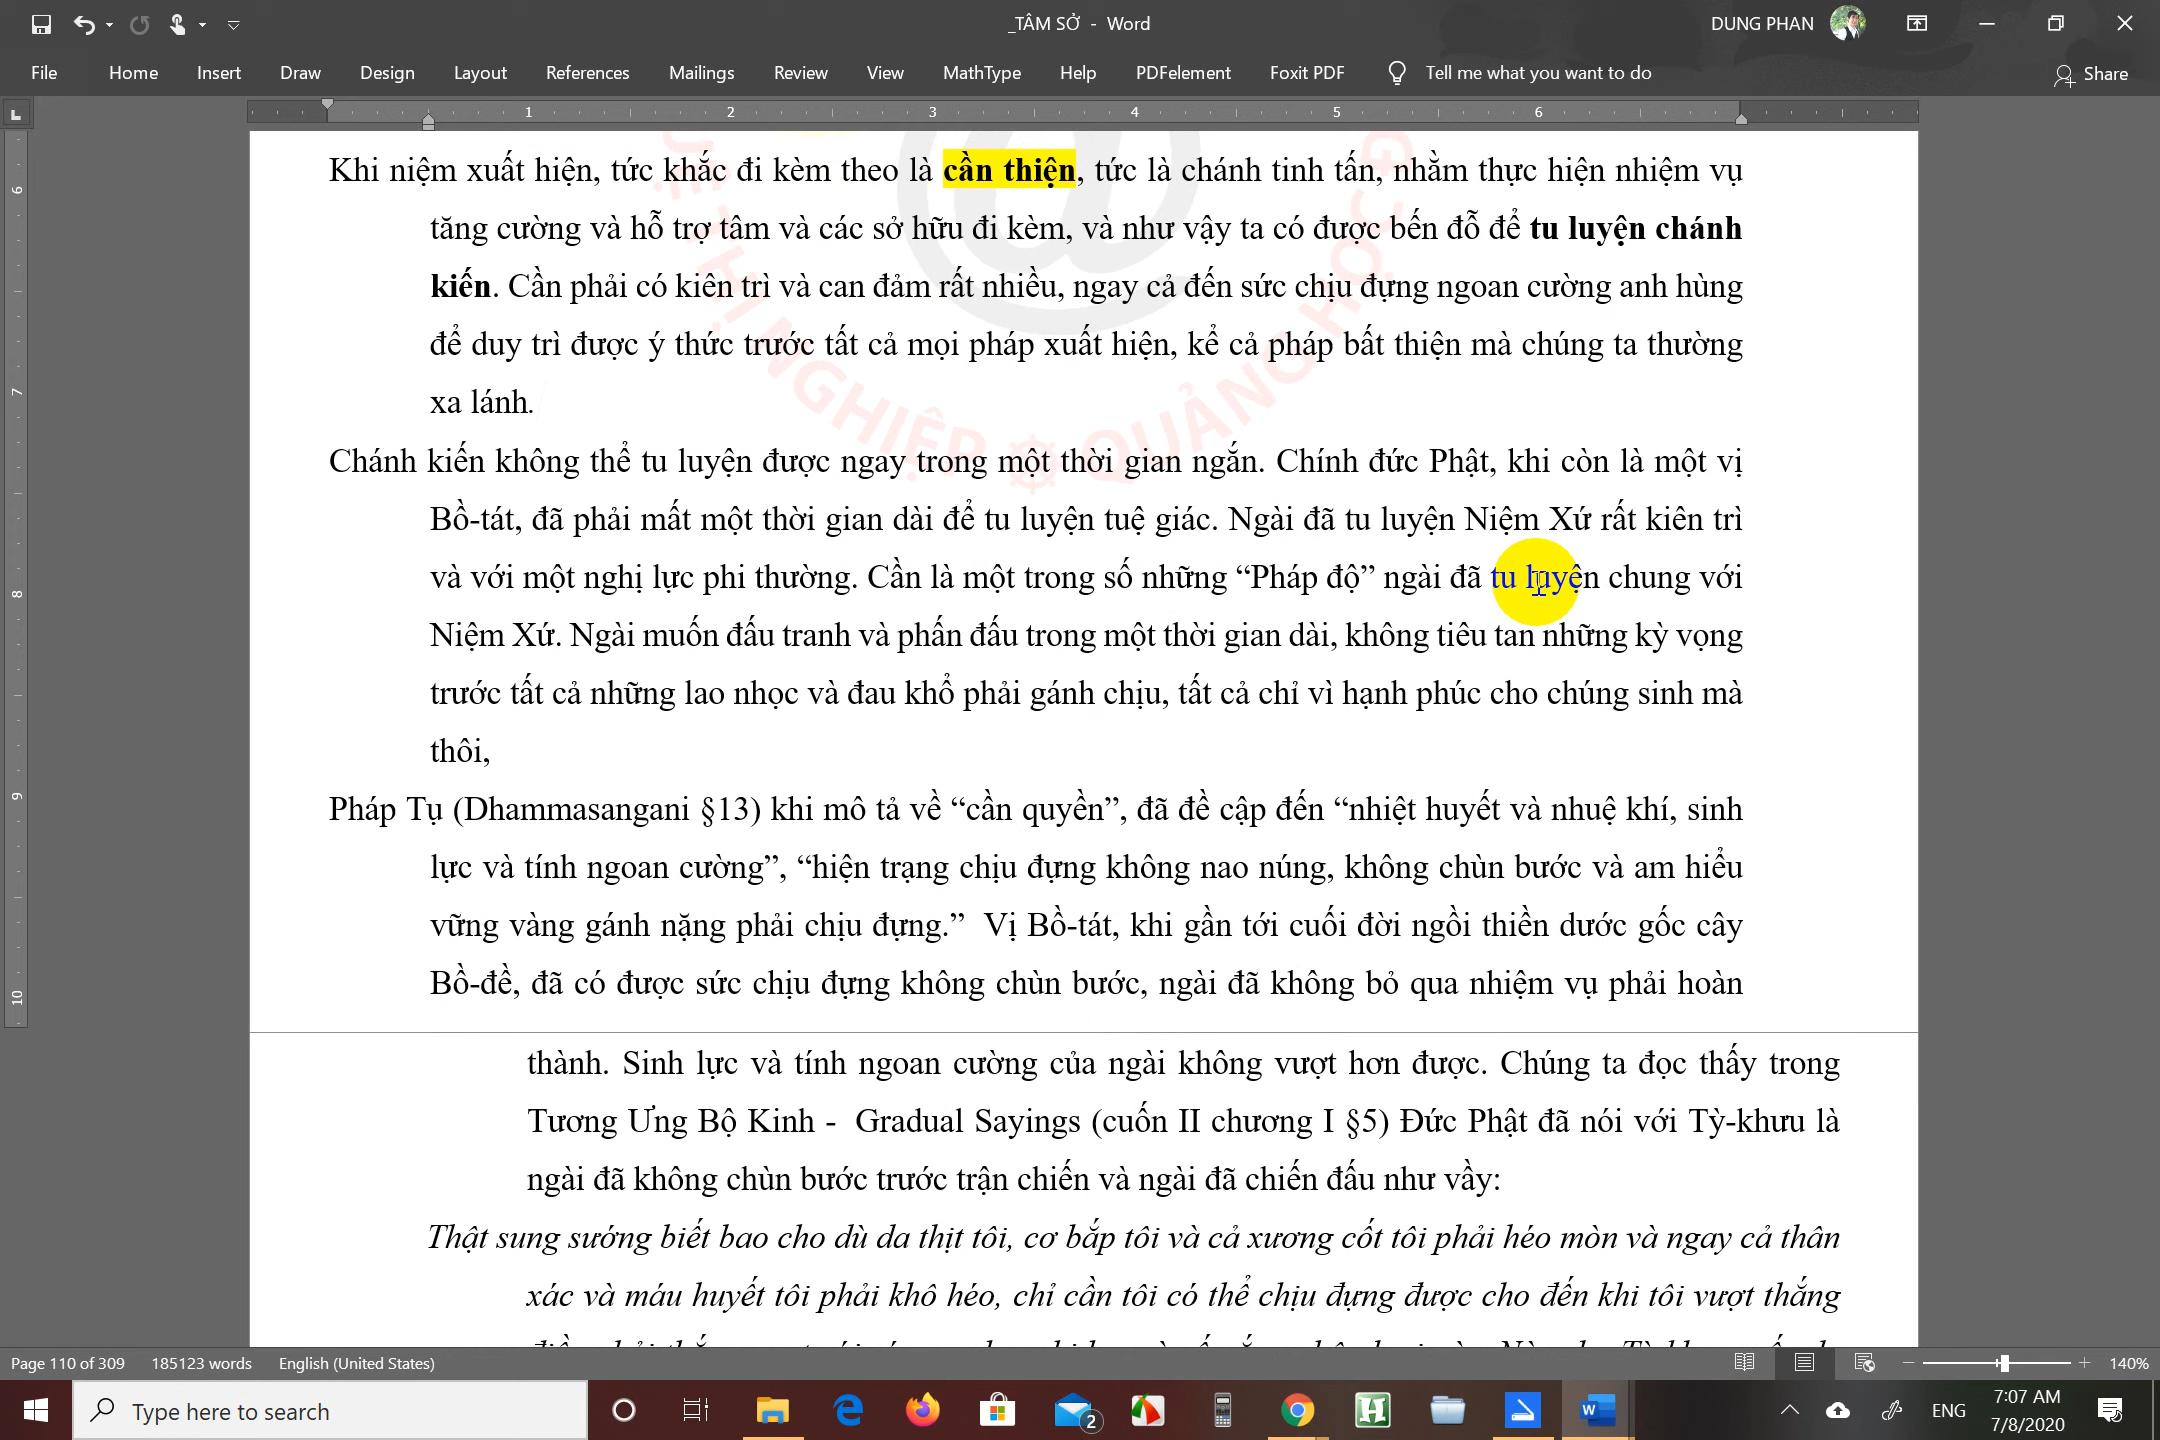 _TÂM SỞ - Word
DUNG PHAN
File Home Insert Draw Design Layout References Mailings Review View MathType Help PDFelement Foxit PDF Tell me what you want to do Share
1 2 3 4 5 6
Khi niệm xuất hiện, tức khắc đi kèm theo là cần thiện, tức là chánh tinh tấn, nhằm thực hiện nhiệm vụ
tăng cường và hỗ trợ tâm và các sở hữu đi kèm, và như vậy ta có được bến đỗ để tu luyện chánh
kiến. Cần phải có kiên trì và can đảm rất nhiều, ngay cả đến sức chịu đựng ngoan cường anh hùng
để duy trì được ý thức trước tất cả mọi pháp xuất hiện, kể cả pháp bất thiện mà chúng ta thường
xa lánh.
Chánh kiến không thể tu luyện được ngay trong một thời gian ngắn. Chính đức Phật, khi còn là một vị
Bồ-tát, đã phải mất một thời gian dài để tu luyện tuệ giác. Ngài đã tu luyện Niệm Xứ rất kiên trì
và với một nghị lực phi thường. Cần là một trong số những “Pháp độ” ngài đã tu luyện chung với
Niệm Xứ. Ngài muốn đấu tranh và phấn đấu trong một thời gian dài, không tiêu tan những kỳ vọng
trước tất cả những lao nhọc và đau khổ phải gánh chịu, tất cả chỉ vì hạnh phúc cho chúng sinh mà
thôi,
Pháp Tụ (Dhammasangani §13) khi mô tả về “cần quyền”, đã đề cập đến “nhiệt huyết và nhuệ khí, sinh
lực và tính ngoan cường”, “hiện trạng chịu đựng không nao núng, không chùn bước và am hiểu
vững vàng gánh nặng phải chịu đựng.” Vị Bồ-tát, khi gần tới cuối đời ngồi thiền dước gốc cây
Bồ-đề, đã có được sức chịu đựng không chùn bước, ngài đã không bỏ qua nhiệm vụ phải hoàn
thành. Sinh lực và tính ngoan cường của ngài không vượt hơn được. Chúng ta đọc thấy trong
Tương Ưng Bộ Kinh - Gradual Sayings (cuốn II chương I §5) Đức Phật đã nói với Tỳ-khưu là
ngài đã không chùn bước trước trận chiến và ngài đã chiến đấu như vầy:
Thật sung sướng biết bao cho dù da thịt tôi, cơ bắp tôi và cả xương cốt tôi phải héo mòn và ngay cả thân
xác và máu huyết tôi phải khô héo, chỉ cần tôi có thể chịu đựng được cho đến khi tôi vượt thắng
6
7
8
9
10
NGHIỆP QUẢNG
Page 110 of 309 185123 words English (United States) 140%
Type here to search
2
ENG
7:07 AM
7/8/2020